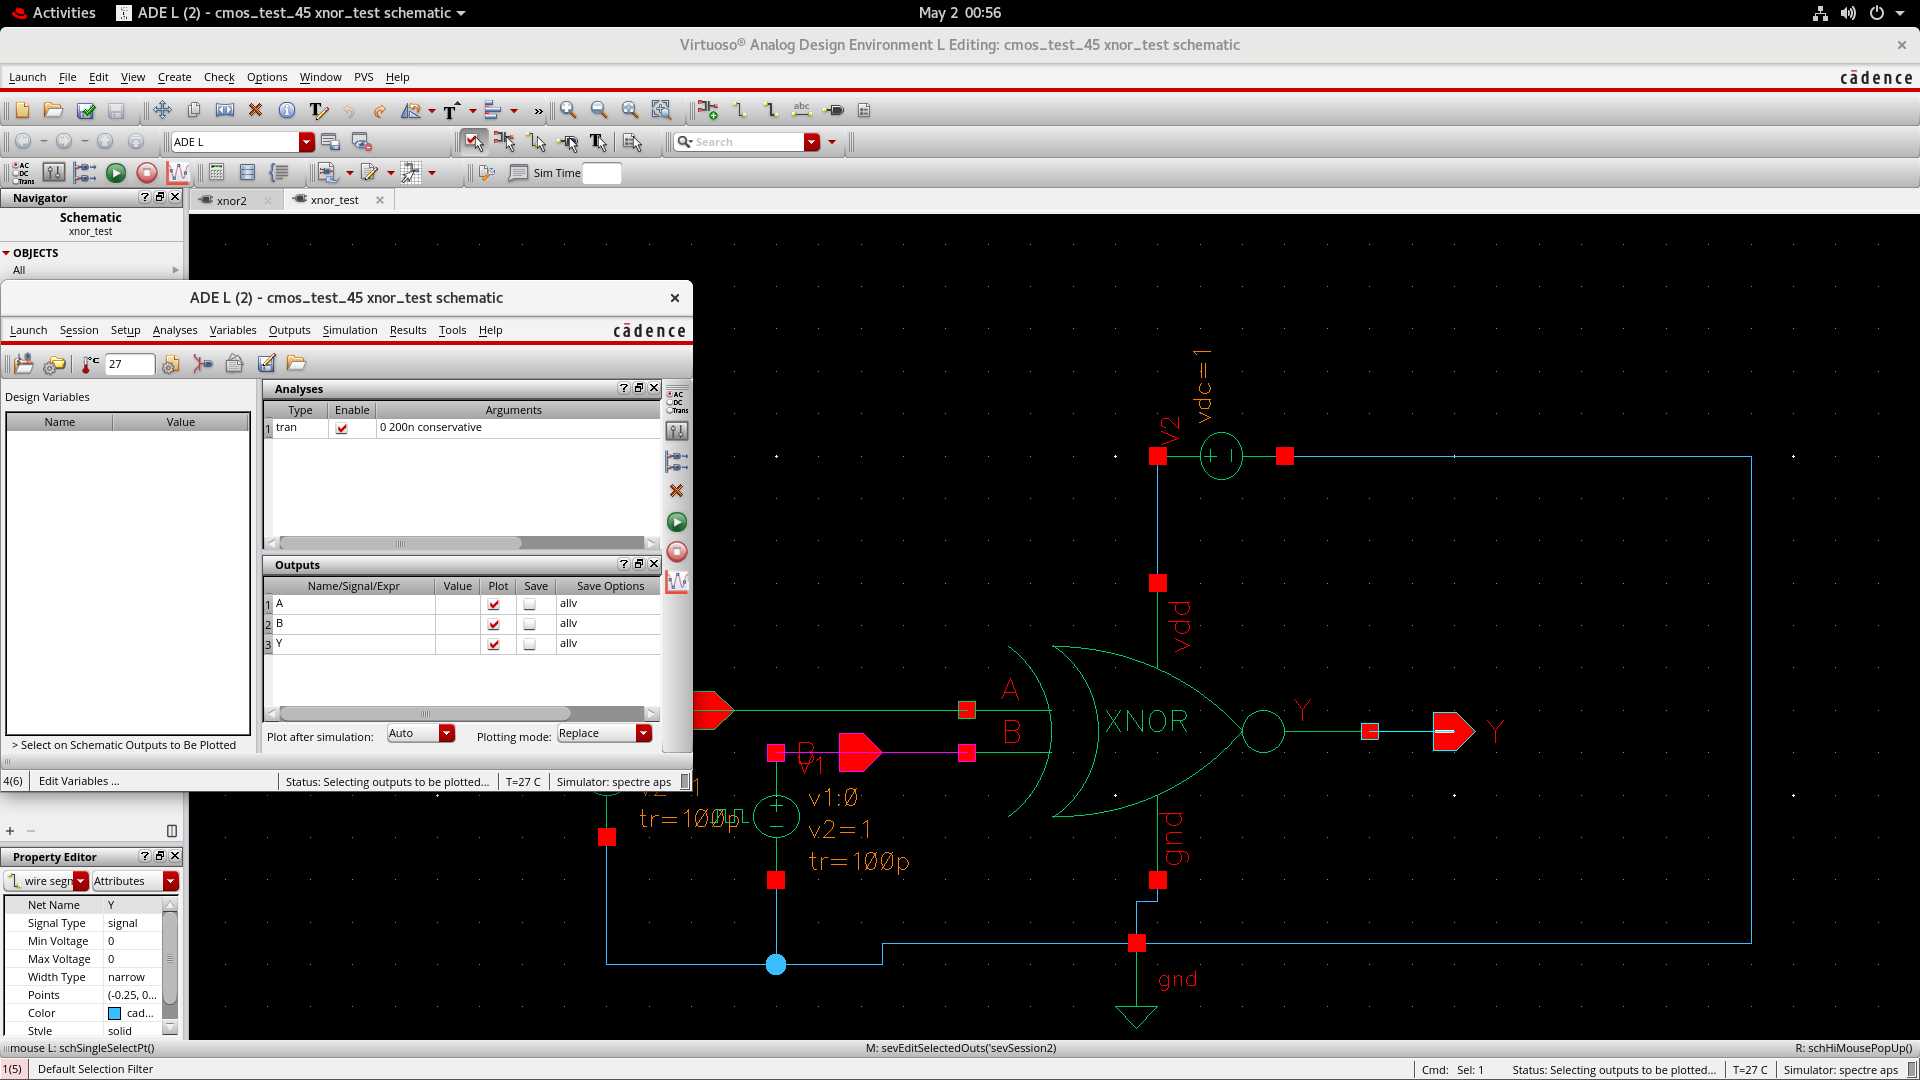 Activities
ADE L (2) - cmos_test_45 xnor_test schematic
May 2 00:56
Virtuoso® Analog Design Environment L Editing: cmos_test_45 xnor_test schematic
Launch File Edit View Create Check Options Window PVS Help
cādence
T T » abc
ADE L
T
Search
AC DC Trans
Sim Time
Navigator
xnor2
xnor_test
Schematic
xnor_test
OBJECTS
All
ADE L (2) - cmos_test_45 xnor_test schematic
Launch Session Setup Analyses Variables Outputs Simulation Results Tools Help
cādence
°C 27
Design Variables
Name Value
Analyses
Type Enable Arguments
1 tran 0 200n conservative
AC DC Trans
Outputs
Name/Signal/Expr Value Plot Save Save Options
1 A allv
2 B allv
3 Y allv
Plot after simulation: Auto Plotting mode: Replace
> Select on Schematic Outputs to Be Plotted
4(6) Edit Variables ... Status: Selecting outputs to be plotted... T=27 C Simulator: spectre aps
vdc=1
V2
vdd
A
B
XNOR
Y
Y
B
V1
v1:0
v2=1
tr=100p
tr=100p
gnd
gnd
Property Editor
wire segm Attributes
Net Name Y
Signal Type signal
Min Voltage 0
Max Voltage 0
Width Type narrow
Points (-0.25, 0...
Color cad...
Style solid
mouse L: schSingleSelectPt()
M: sevEditSelectedOuts('sevSession2)
R: schHiMousePopUp()
1(5) Default Selection Filter
Cmd: Sel: 1 Status: Selecting outputs to be plotted... T=27 C Simulator: spectre aps